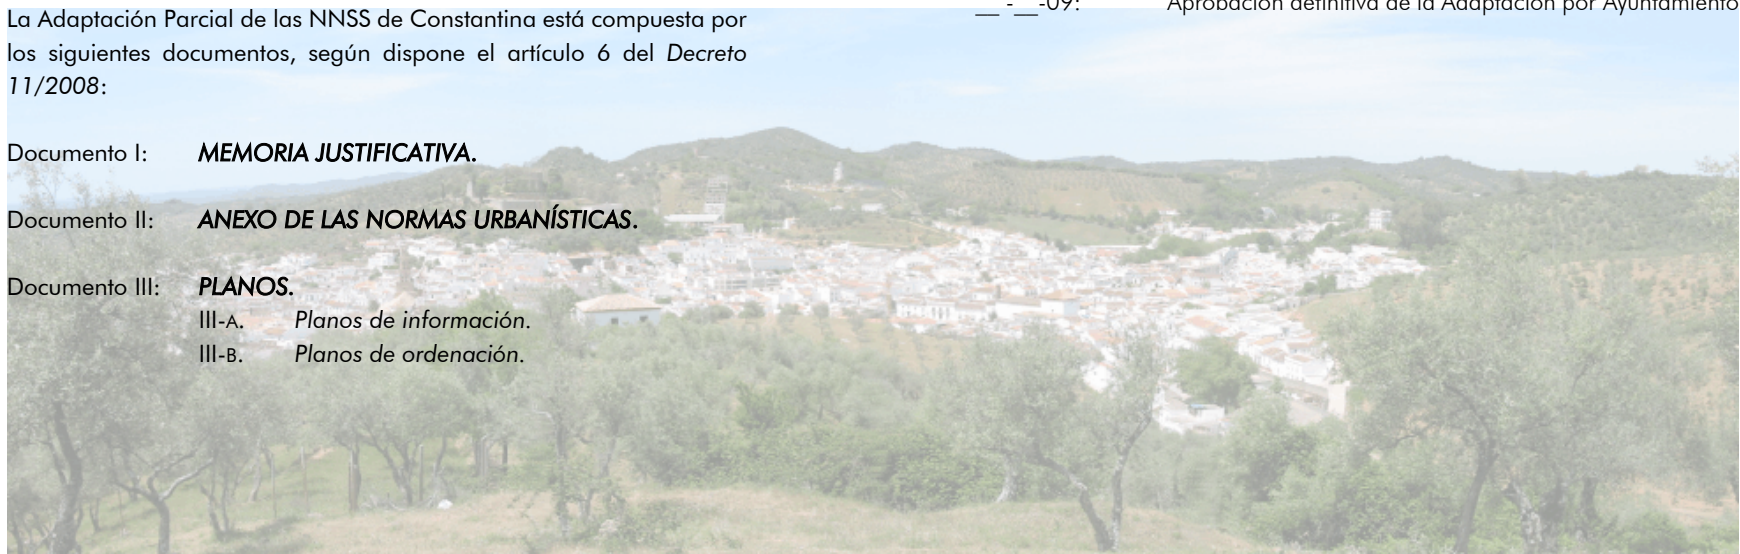 La Adaptación Parcial de las NNSS de Constantina está compuesta por
los siguientes documentos, según dispone el artículo 6 del Decreto
11/2008:
Documento I: MEMORIA JUSTIFICATIVA.
Documento II: ANEXO DE LAS NORMAS URBANÍSTICAS.
Documento III: PLANOS.
III-A. Planos de información.
III-B. Planos de ordenación.
__-__-09: Aprobación definitiva de la Adaptación por Ayuntamiento